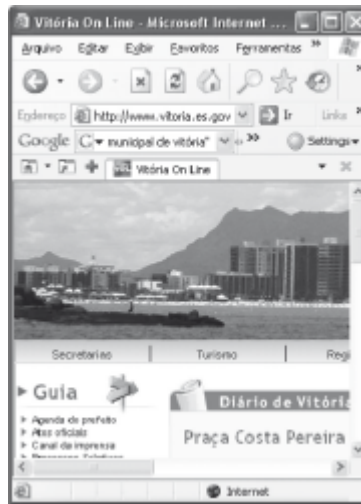 Vitória On Line - Microsoft Internet ...
Arquivo Editar Exibir Favoritos Ferramentas »
Endereço http://www.vitoria.es.gov Ir Links »
Google G municipal de vitória" » Settings
Vitória On Line
Secretarias | Turismo | Regi
Guia
Diário de Vitória
Agenda do prefeito
Atos oficiais
Canal da imprensa
Praça Costa Pereira
Internet